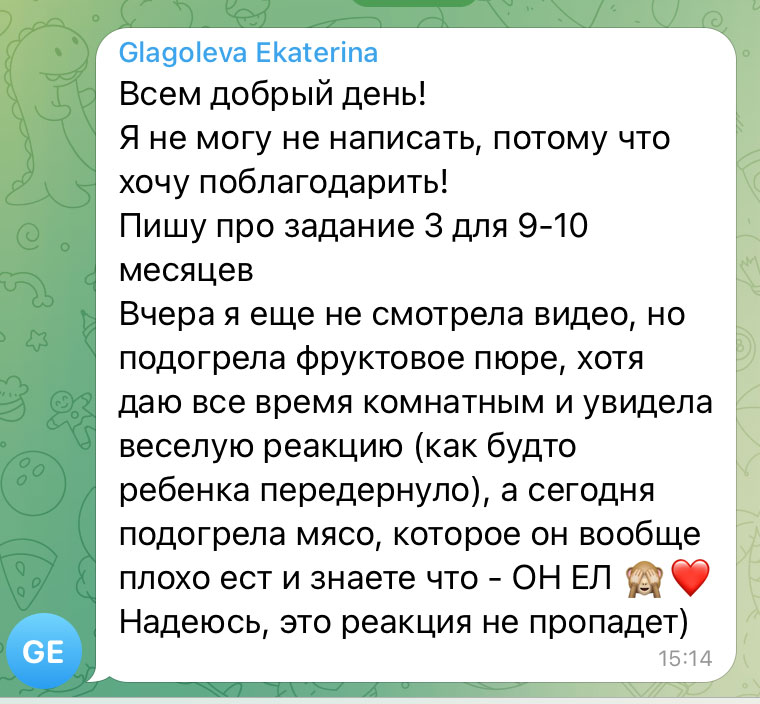 Glagoleva Ekaterina
Всем добрый день!
Я не могу не написать, потому что
хочу поблагодарить!
Пишу про задание 3 для 9-10
месяцев
Вчера я еще не смотрела видео, но
подогрела фруктовое пюре, хотя
даю все время комнатным и увидела
веселую реакцию (как будто
ребенка передернуло), а сегодня
подогрела мясо, которое он вообще
плохо ест и знаете что - ОН ЕЛ 🙈❤️
Надеюсь, это реакция не пропадет)
15:14
GE